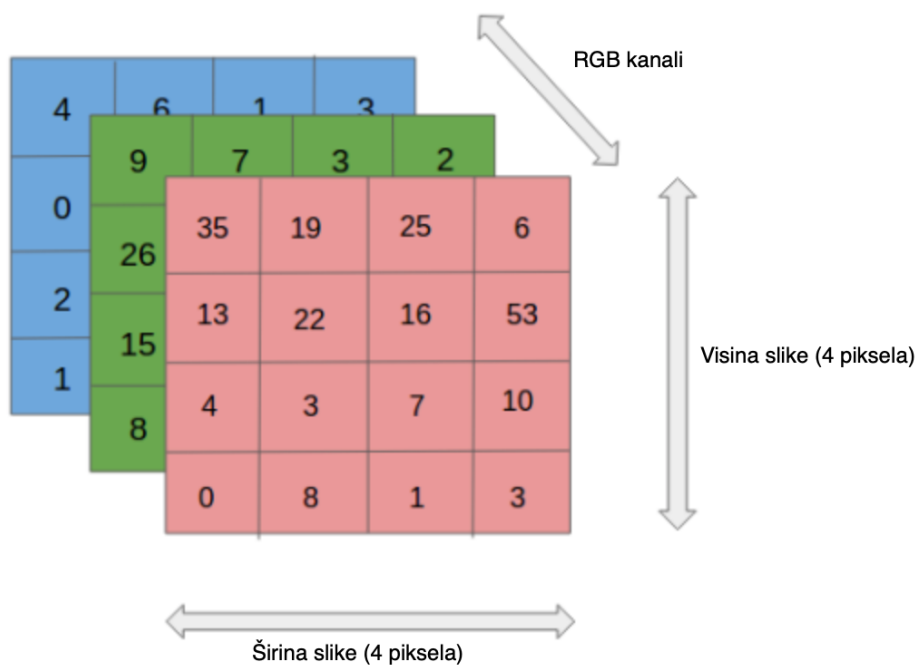 RGB kanali
4 6 1 3
9 7 3 2
0
35 19 25 6
26
13 22 16 53
2
15
Visina slike (4 piksela)
1
4 3 7 10
8
0 8 1 3
Širina slike (4 piksela)